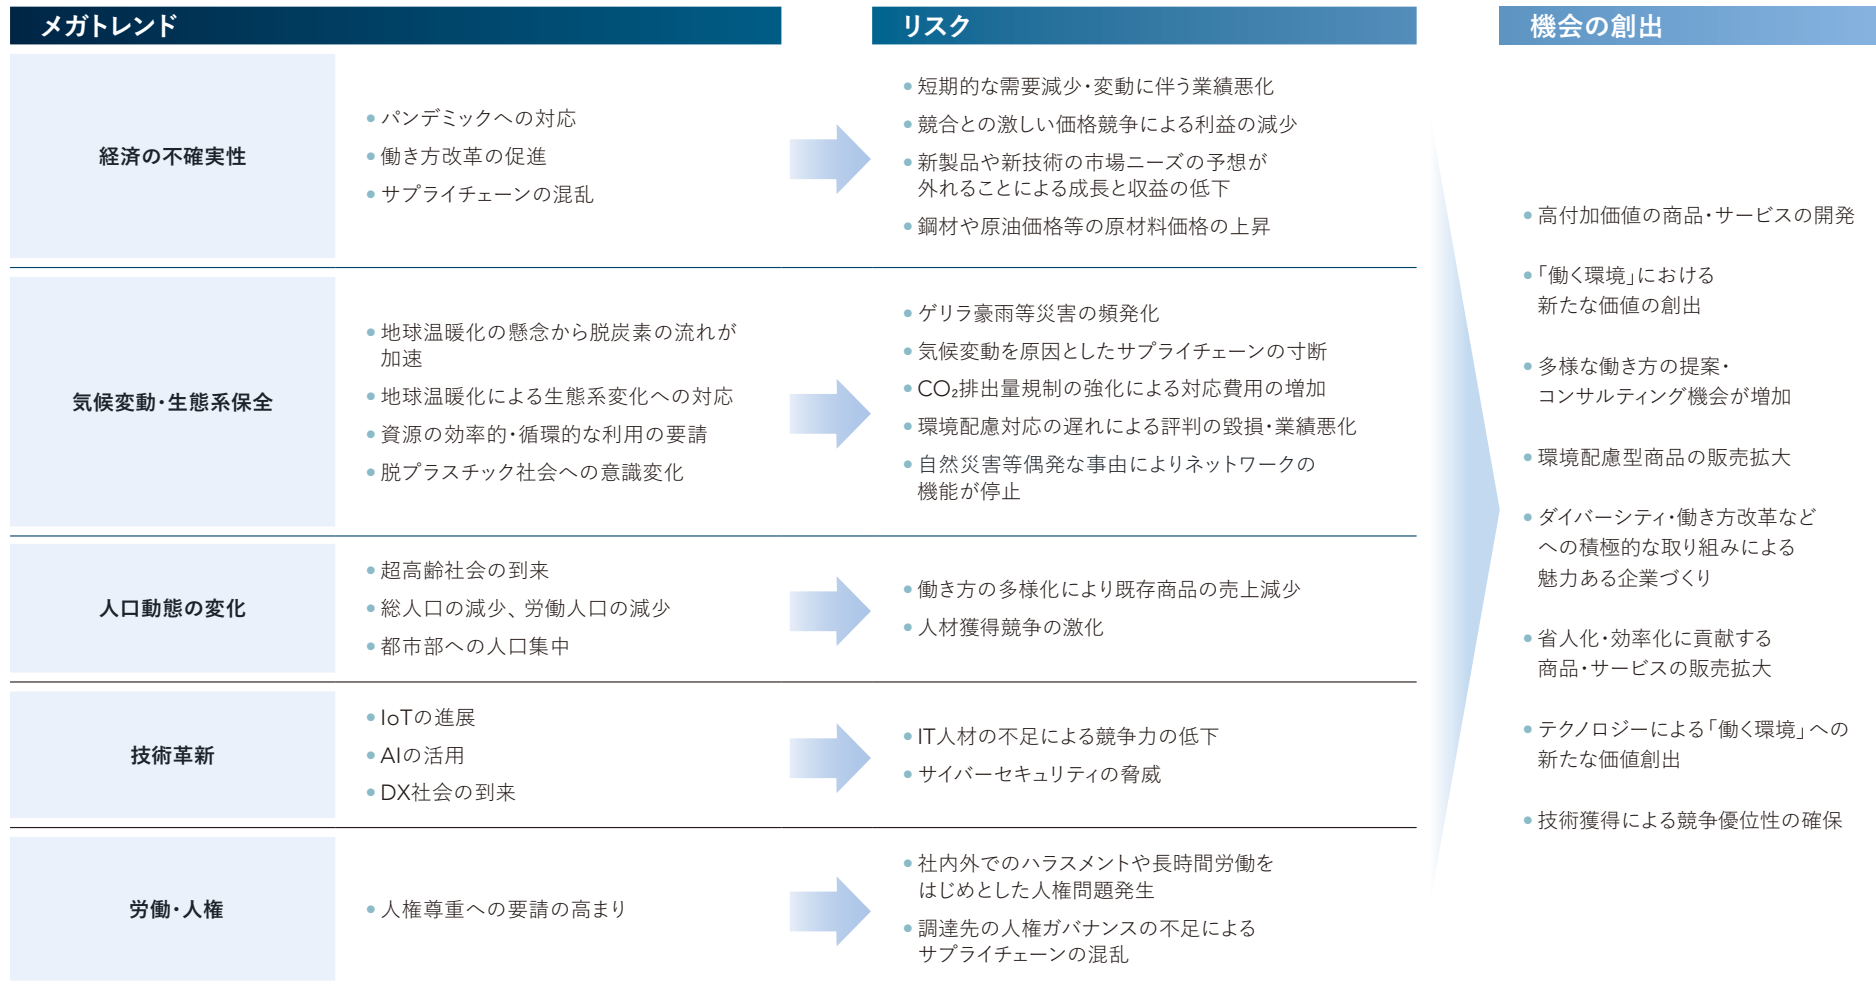 メガトレンド
リスク
機会の創出
経済の不確実性
• パンデミックへの対応
• 働き方改革の促進
• サプライチェーンの混乱
• 短期的な需要減少・変動に伴う業績悪化
• 競合との激しい価格競争による利益の減少
• 新製品や新技術の市場ニーズの予想が
外れることによる成長と収益の低下
• 鋼材や原油価格等の原材料価格の上昇
気候変動・生態系保全
• 地球温暖化の懸念から脱炭素の流れが
加速
• 地球温暖化による生態系変化への対応
• 資源の効率的・循環的な利用の要請
• 脱プラスチック社会への意識変化
• ゲリラ豪雨等災害の頻発化
• 気候変動を原因としたサプライチェーンの寸断
• CO₂排出量規制の強化による対応費用の増加
• 環境配慮対応の遅れによる評判の毀損・業績悪化
• 自然災害等偶発な事由によりネットワークの
機能が停止
人口動態の変化
• 超高齢社会の到来
• 総人口の減少、労働人口の減少
• 都市部への人口集中
• 働き方の多様化により既存商品の売上減少
• 人材獲得競争の激化
技術革新
• IoTの進展
• AIの活用
• DX社会の到来
• IT人材の不足による競争力の低下
• サイバーセキュリティの脅威
労働・人権
• 人権尊重への要請の高まり
• 社内外でのハラスメントや長時間労働を
はじめとした人権問題発生
• 調達先の人権ガバナンスの不足による
サプライチェーンの混乱
• 高付加価値の商品・サービスの開発
• 「働く環境」における
新たな価値の創出
• 多様な働き方の提案・
コンサルティング機会が増加
• 環境配慮型商品の販売拡大
• ダイバーシティ・働き方改革など
への積極的な取り組みによる
魅力ある企業づくり
• 省人化・効率化に貢献する
商品・サービスの販売拡大
• テクノロジーによる「働く環境」への
新たな価値創出
• 技術獲得による競争優位性の確保